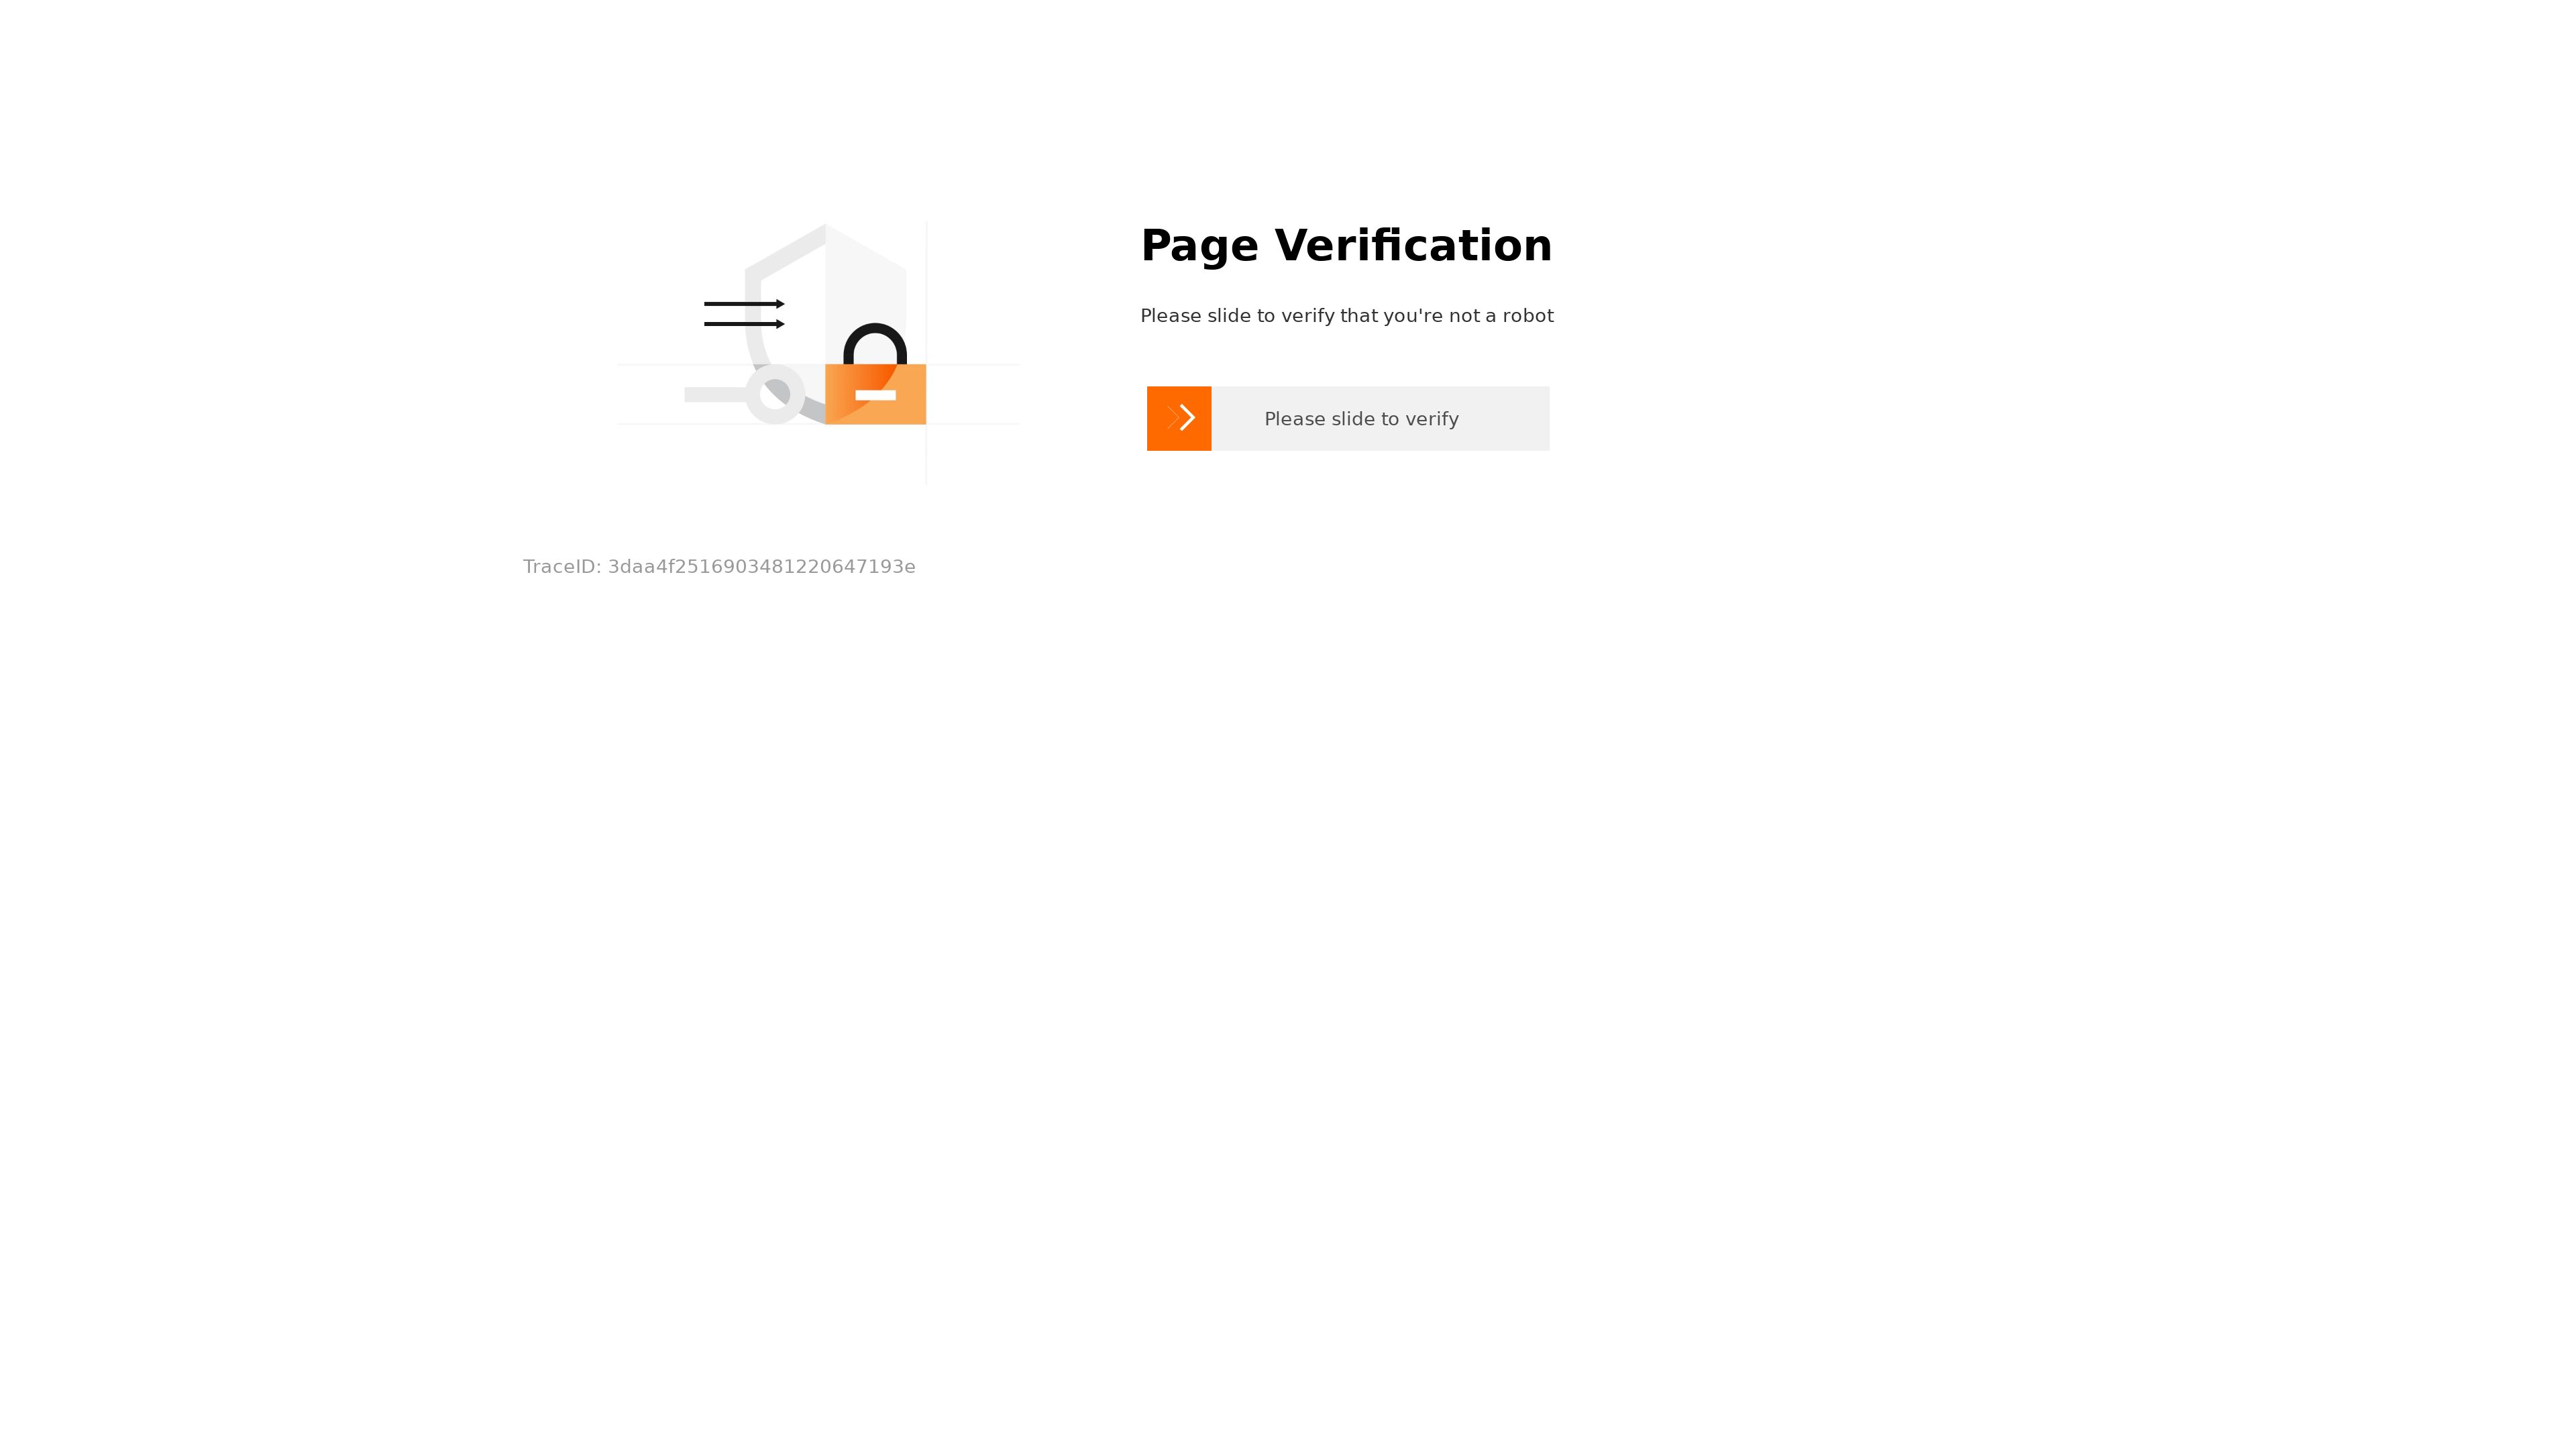 Page Verification
Please slide to verify that you're not a robot
Please slide to verify
TraceID: 3daa4f2516903481220647193e